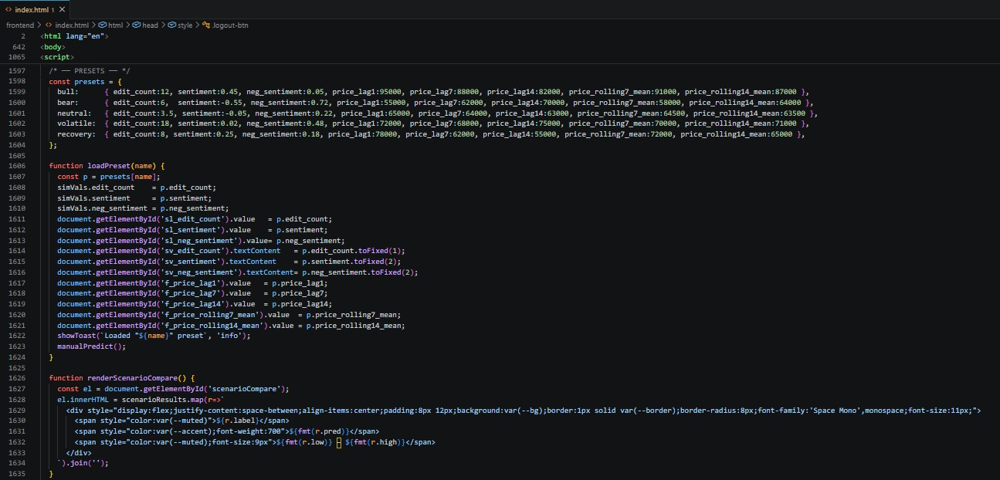 index.html 1
frontend > index.html > html > head > style > .logout-btn
2 <html lang="en">
642 <body>
1065 <script>
1597 /* — PRESETS — */
1598 const presets = {
1599 bull: { edit_count:12, sentiment:0.45, neg_sentiment:0.05, price_lag1:95000, price_lag7:88000, price_lag14:82000, price_rolling7_mean:91000, price_rolling14_mean:87000 },
1600 bear: { edit_count:6, sentiment:-0.55, neg_sentiment:0.72, price_lag1:55000, price_lag7:62000, price_lag14:70000, price_rolling7_mean:58000, price_rolling14_mean:64000 },
1601 neutral: { edit_count:3.5, sentiment:-0.05, neg_sentiment:0.22, price_lag1:65000, price_lag7:64000, price_lag14:63000, price_rolling7_mean:64500, price_rolling14_mean:63500 },
1602 volatile: { edit_count:18, sentiment:0.02, neg_sentiment:0.48, price_lag1:72000, price_lag7:68000, price_lag14:75000, price_rolling7_mean:70000, price_rolling14_mean:71000 },
1603 recovery: { edit_count:8, sentiment:0.25, neg_sentiment:0.18, price_lag1:78000, price_lag7:62000, price_lag14:55000, price_rolling7_mean:72000, price_rolling14_mean:65000 },
1604 };
1605
1606 function loadPreset(name) {
1607 const p = presets[name];
1608 simVals.edit_count = p.edit_count;
1609 simVals.sentiment = p.sentiment;
1610 simVals.neg_sentiment = p.neg_sentiment;
1611 document.getElementById('sl_edit_count').value = p.edit_count;
1612 document.getElementById('sl_sentiment').value = p.sentiment;
1613 document.getElementById('sl_neg_sentiment').value= p.neg_sentiment;
1614 document.getElementById('sv_edit_count').textContent = p.edit_count.toFixed(1);
1615 document.getElementById('sv_sentiment').textContent = p.sentiment.toFixed(2);
1616 document.getElementById('sv_neg_sentiment').textContent= p.neg_sentiment.toFixed(2);
1617 document.getElementById('f_price_lag1').value = p.price_lag1;
1618 document.getElementById('f_price_lag7').value = p.price_lag7;
1619 document.getElementById('f_price_lag14').value = p.price_lag14;
1620 document.getElementById('f_price_rolling7_mean').value = p.price_rolling7_mean;
1621 document.getElementById('f_price_rolling14_mean').value = p.price_rolling14_mean;
1622 showToast(`Loaded "${name}" preset`, 'info');
1623 manualPredict();
1624 }
1625
1626 function renderScenarioCompare() {
1627 const el = document.getElementById('scenarioCompare');
1628 el.innerHTML = scenarioResults.map(r=>`
1629 <div style="display:flex;justify-content:space-between;align-items:center;padding:8px 12px;background:var(--bg);border:1px solid var(--border);border-radius:8px;font-family:'Space Mono',monospace;font-size:11px;">
1630 <span style="color:var(--muted)">${r.label}</span>
1631 <span style="color:var(--accent);font-weight:700">${fmt(r.pred)}</span>
1632 <span style="color:var(--muted);font-size:9px">${fmt(r.low)} – ${fmt(r.high)}</span>
1633 </div>
1634 `).join('');
1635 }